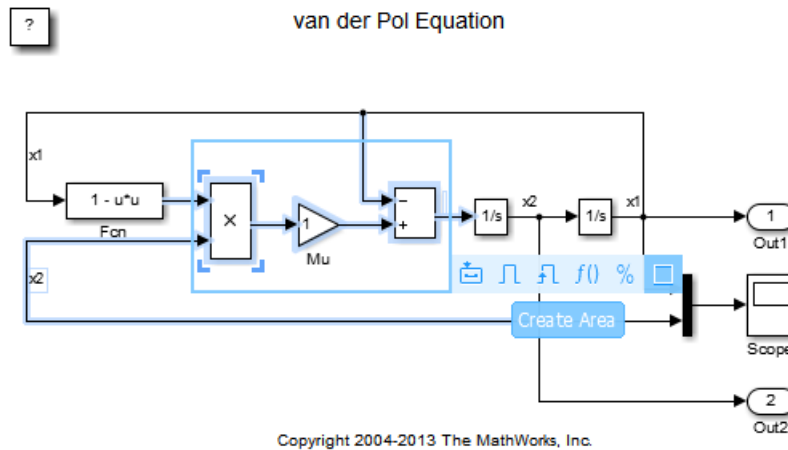 ?
van der Pol Equation
x1
1 - u*u
Fcn
×
1
Mu
−
+
1/s
x2
1/s
x1
1
Out1
x2
f()
%
Create Area
Scope
2
Out2
Copyright 2004-2013 The MathWorks, Inc.